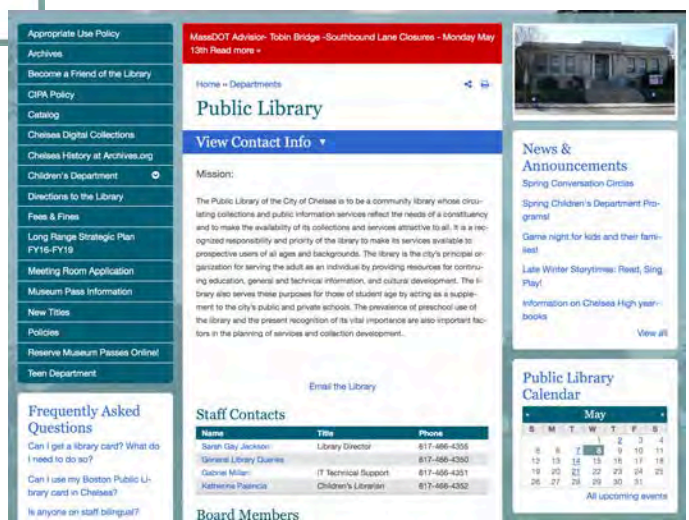 Appropriate Use Policy
Archives
Become a Friend of the Library
CIPA Policy
Catalog
Chelsea Digital Collections
Chelsea History at Archives.org
Children's Department
Directions to the Library
Fees & Fines
Long Range Strategic Plan
FY16-FY19
Meeting Room Application
Museum Pass Information
New Titles
Policies
Reserve Museum Passes Online!
Teen Department
Frequently Asked
Questions
Can I get a library card? What do
I need to do so?
Can I use my Boston Public Li-
brary card in Chelsea?
Is anyone on staff bilingual?
MassDOT Advisior- Tobin Bridge -Southbound Lane Closures - Monday May
13th Read more »
Home » Departments
Public Library
View Contact Info ▼
Mission:
The Public Library of the City of Chelsea is to be a community library whose circu-
lating collections and public information services reflect the needs of a constituency
and to make the availability of its collections and services attractive to all. It is a rec-
ognized responsibility and priority of the library to make its services available to
prospective users of all ages and backgrounds. The library is the city's principal or-
ganization for serving the adult as an individual by providing resources for continu-
ing education, general and technical information, and cultural development. The li-
brary also serves these purposes for those of student age by acting as a supple-
ment to the city's public and private schools. The prevalence of preschool use of
the library and the present recognition of its vital importance are also important fac-
tors in the planning of services and collection development.
Email the Library
Staff Contacts
Name Title Phone
Sarah Gay Jackson Library Director 617-466-4355
General Library Queries 617-466-4350
Gabriel Milan IT Technical Support 617-466-4351
Katherine Palencia Children's Librarian 617-466-4352
Board Members
News &
Announcements
Spring Conversation Circles
Spring Children's Department Pro-
grams!
Game night for kids and their fami-
lies!
Late Winter Storytimes: Read, Sing
Play!
Information on Chelsea High year-
books
View all
Public Library
Calendar
« May »
S M T W T F S
1 2 3 4
5 6 7 8 9 10 11
12 13 14 15 16 17 18
19 20 21 22 23 24 25
26 27 28 29 30 31
All upcoming events